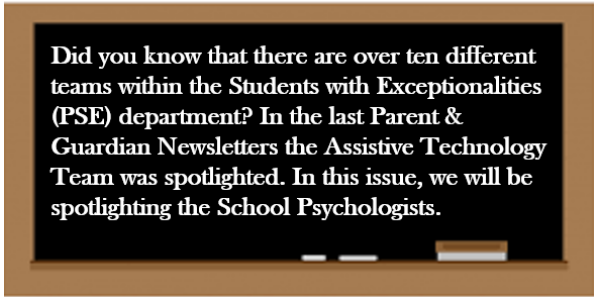 Did you know that there are over ten different
teams within the Students with Exceptionalities
(PSE) department? In the last Parent &
Guardian Newsletters the Assistive Technology
Team was spotlighted. In this issue, we will be
spotlighting the School Psychologists.